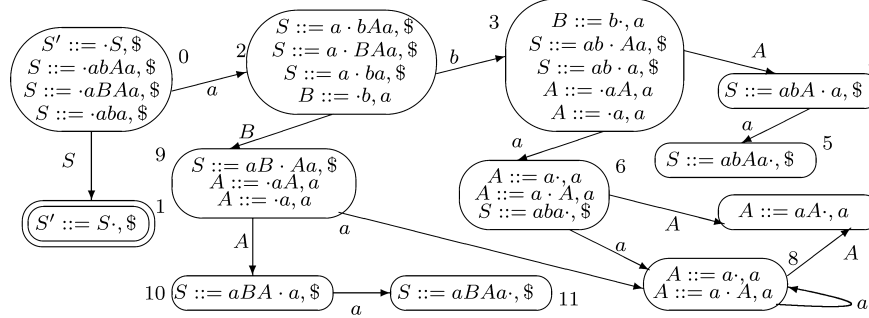 S′ ::= ·S, $
S ::= ·abAa, $
S ::= ·aBAa, $
S ::= ·aba, $
0
a
2
S ::= a · bAa, $
S ::= a · BAa, $
S ::= a · ba, $
B ::= ·b, a
b
3
B ::= b·, a
S ::= ab · Aa, $
S ::= ab · a, $
A ::= ·aA, a
A ::= ·a, a
A
S ::= abA · a, $
a
S ::= abAa·, $
5
S
1
S′ ::= S·, $
B
9
S ::= aB · Aa, $
A ::= ·aA, a
A ::= ·a, a
a
6
A ::= a·, a
A ::= a · A, a
S ::= aba·, $
A
A ::= aA·, a
A
a
a
8
A
A ::= a·, a
A ::= a · A, a
a
10
S ::= aBA · a, $
a
S ::= aBAa·, $
11